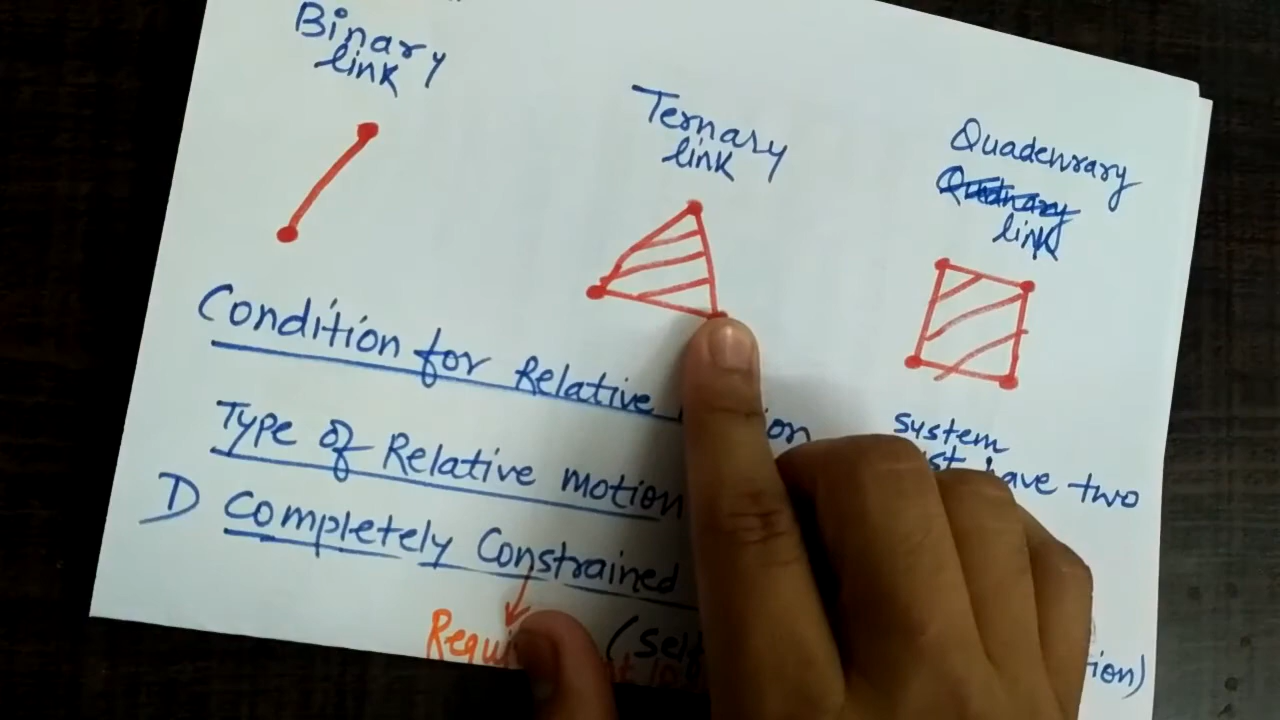 Binary
link
Ternary
link
Quadenrary
link
Condition for Relative
system
have two
Type of Relative motion
Completely Constrained